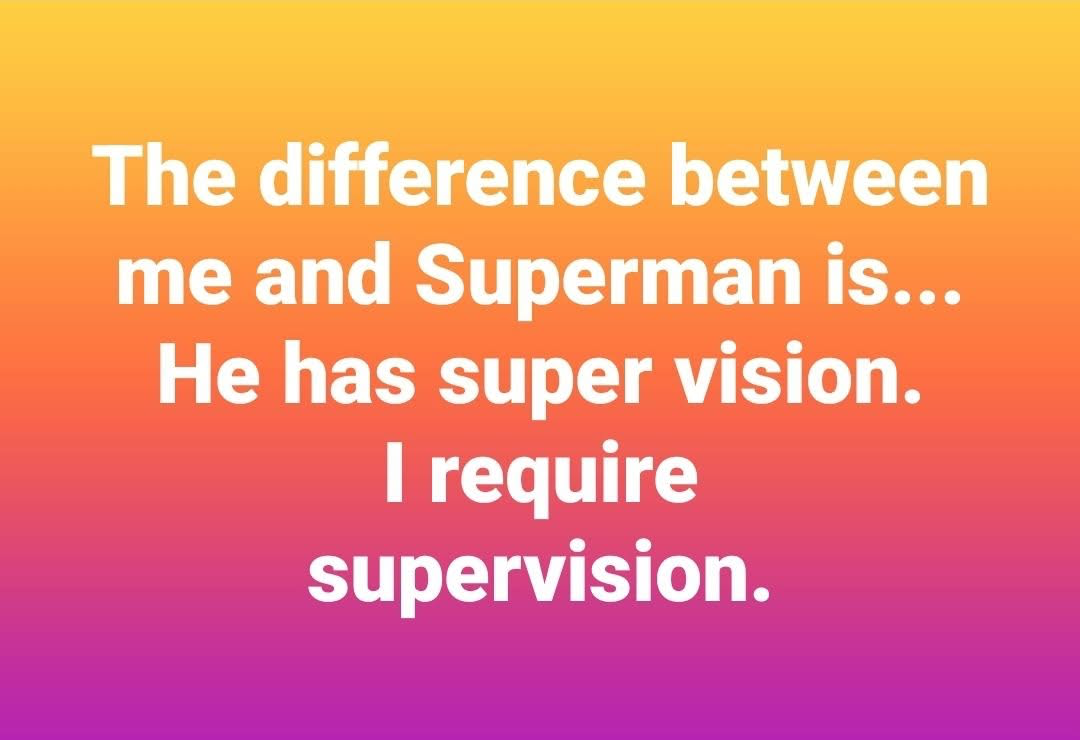 The difference between
me and Superman is...
He has super vision.
I require
supervision.